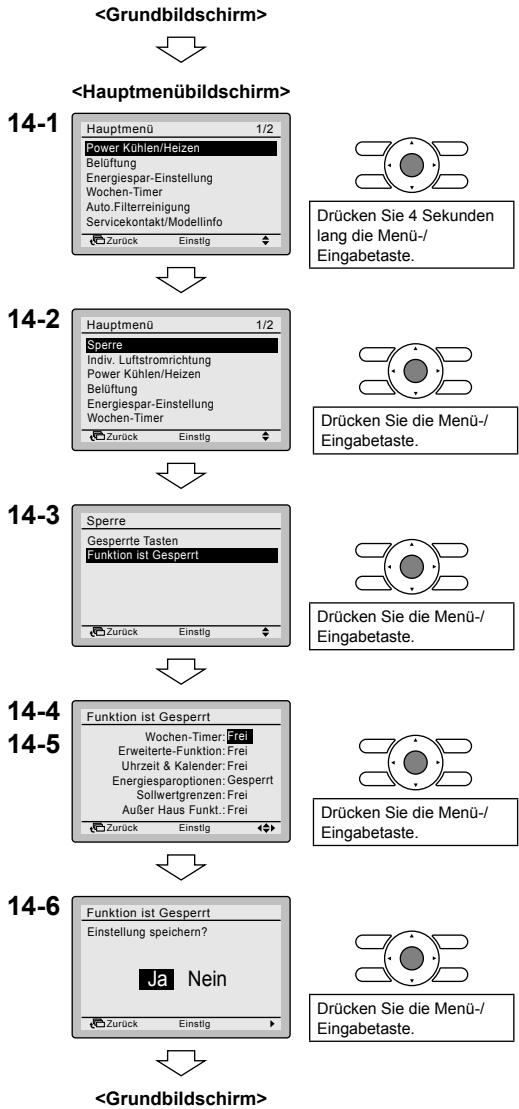 <Grundbildschirm>
<Hauptmenübildschirm>
14-1
Hauptmenü 1/2
Power Kühlen/Heizen
Belüftung
Energiespar-Einstellung
Wochen-Timer
Auto.Filterreinigung
Servicekontakt/Modellinfo
Zurück Einstlg
Drücken Sie 4 Sekunden
lang die Menü-/
Eingabetaste.
14-2
Hauptmenü 1/2
Sperre
Indiv. Luftstromrichtung
Power Kühlen/Heizen
Belüftung
Energiespar-Einstellung
Wochen-Timer
Zurück Einstlg
Drücken Sie die Menü-/
Eingabetaste.
14-3
Sperre
Gesperrte Tasten
Funktion ist Gesperrt
Zurück Einstlg
Drücken Sie die Menü-/
Eingabetaste.
14-4
14-5
Funktion ist Gesperrt
Wochen-Timer: Frei
Erweiterte-Funktion: Frei
Uhrzeit & Kalender: Frei
Energiesparoptionen: Gesperrt
Sollwertgrenzen: Frei
Außer Haus Funkt.: Frei
Zurück Einstlg
Drücken Sie die Menü-/
Eingabetaste.
14-6
Funktion ist Gesperrt
Einstellung speichern?
Ja Nein
Zurück Einstlg
Drücken Sie die Menü-/
Eingabetaste.
<Grundbildschirm>